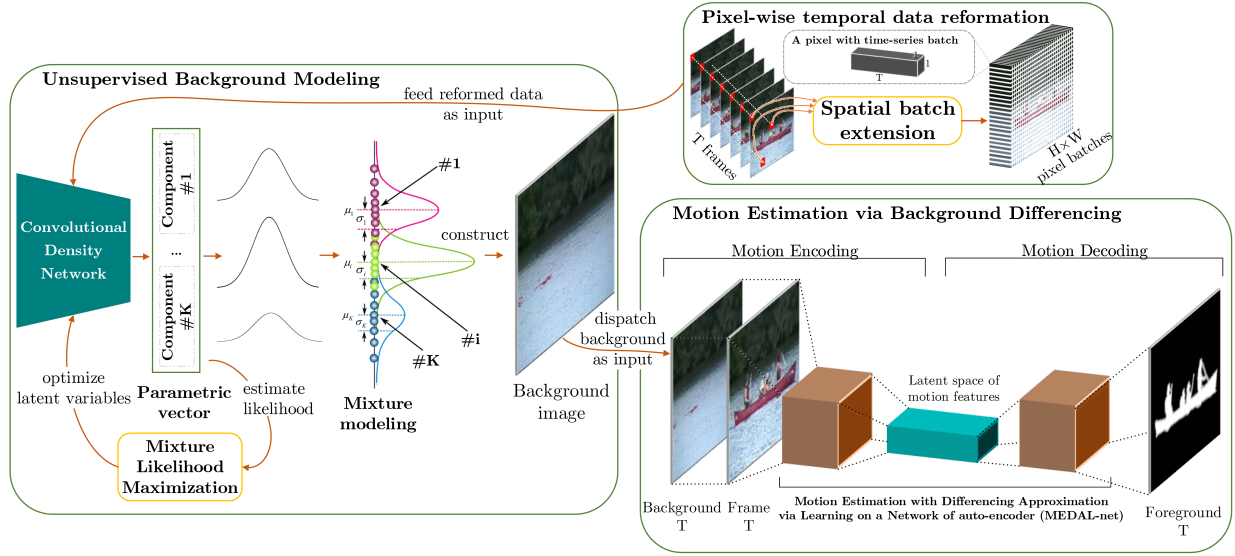 Pixel-wise temporal data reformation
A pixel with time-series batch
1
T
T frames
Spatial batch
extension
H×W
pixel batches
Unsupervised Background Modeling
feed reformed data
as input
Convolutional
Density
Network
Component
#1
...
Component
#K
Parametric
vector
optimize
latent variables
estimate
likelihood
Mixture
Likelihood
Maximization
μ₁
σ₁
μᵢ
σᵢ
μ_K
σ_K
#1
#i
#K
Mixture
modeling
construct
Background
image
dispatch
background
as input
Motion Estimation via Background Differencing
Motion Encoding
Motion Decoding
Latent space of
motion features
Background
T
Frame
T
Motion Estimation with Differencing Approximation
via Learning on a Network of auto-encoder (MEDAL-net)
Foreground
T